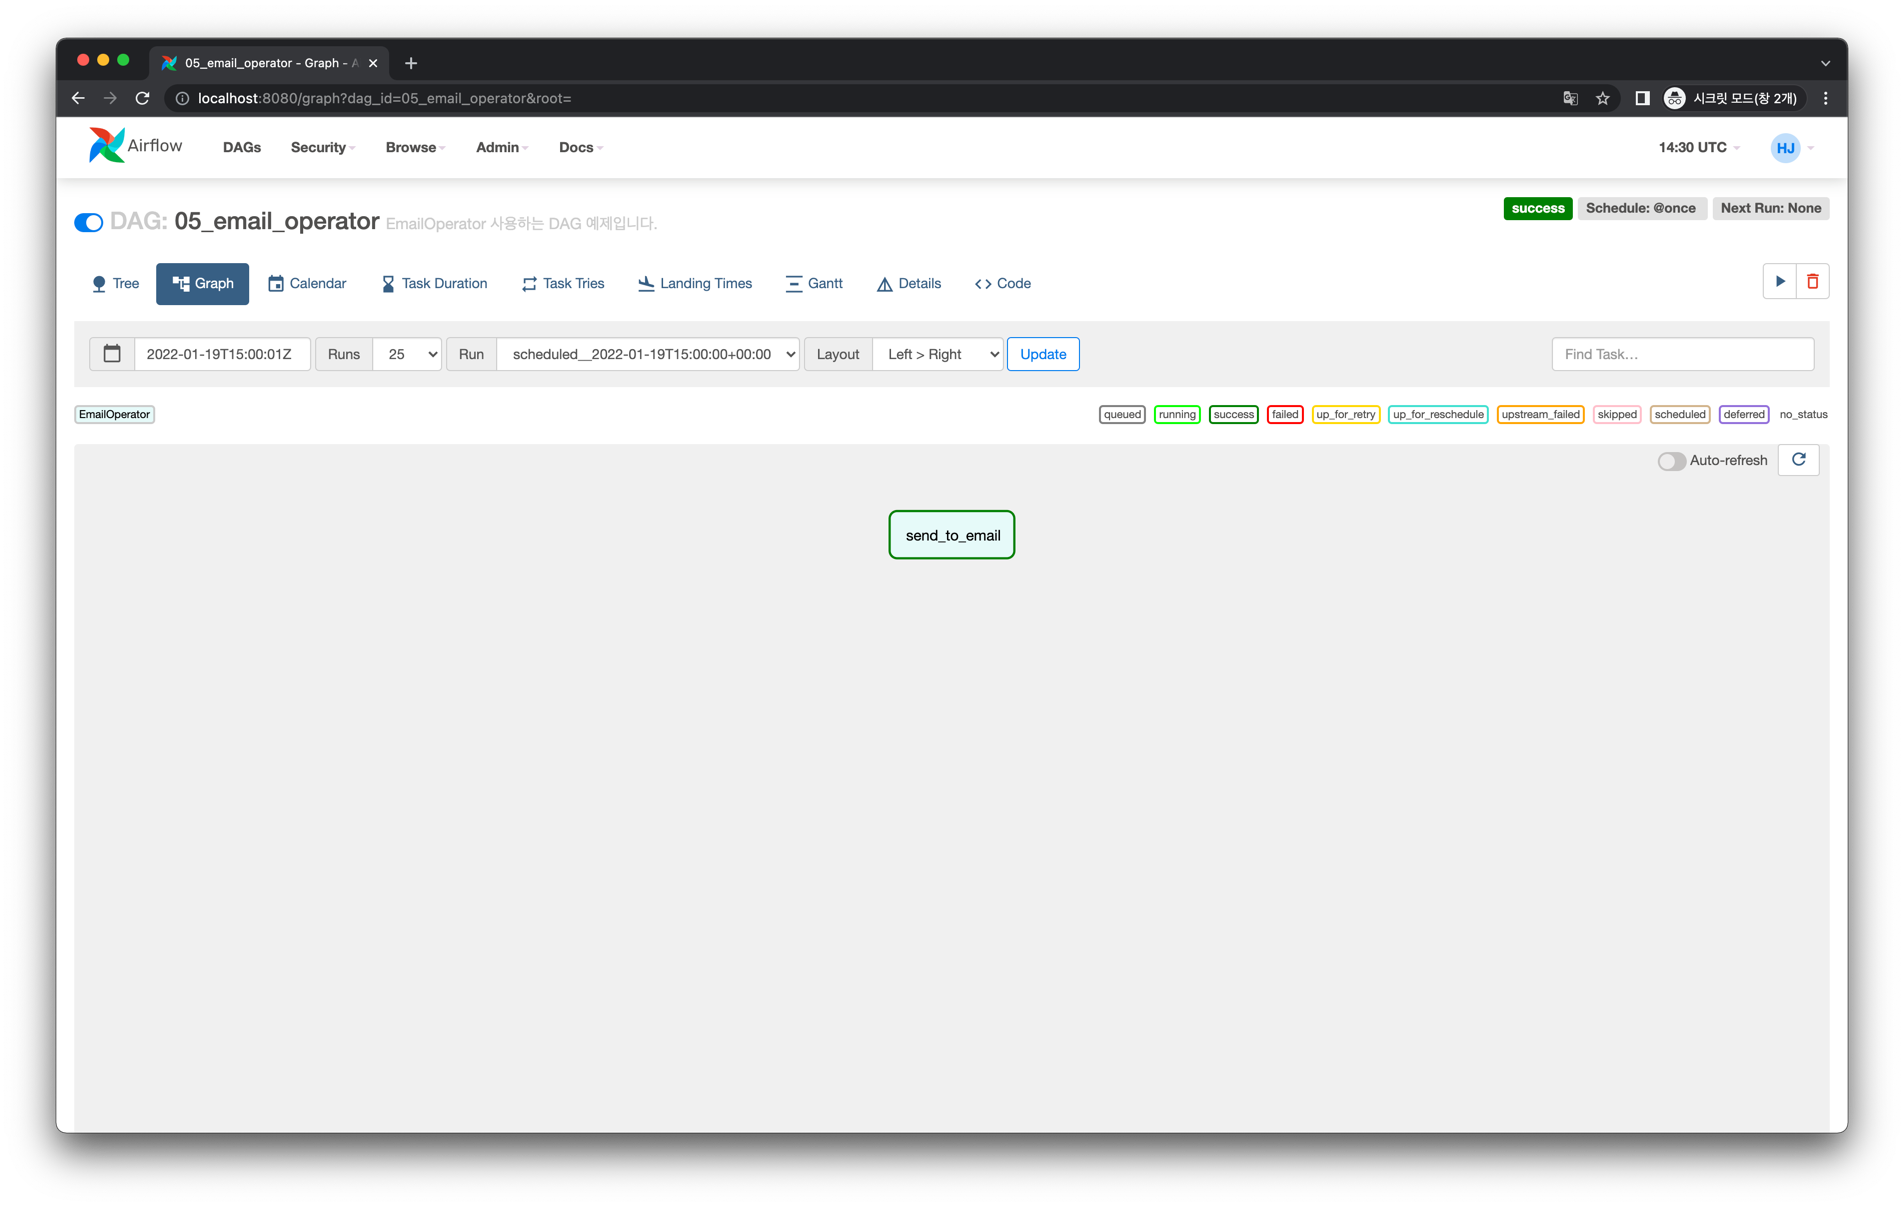 05_email_operator - Graph - A
localhost:8080/graph?dag_id=05_email_operator&root=
시크릿 모드(창 2개)
Airflow DAGs Security Browse Admin Docs 14:30 UTC HJ
DAG: 05_email_operator EmailOperator 사용하는 DAG 예제입니다.
success Schedule: @once Next Run: None
Tree Graph Calendar Task Duration Task Tries Landing Times Gantt Details Code
2022-01-19T15:00:01Z Runs 25 Run scheduled__2022-01-19T15:00:00+00:00 Layout Left > Right Update Find Task...
EmailOperator queued running success failed up_for_retry up_for_reschedule upstream_failed skipped scheduled deferred no_status
Auto-refresh
send_to_email